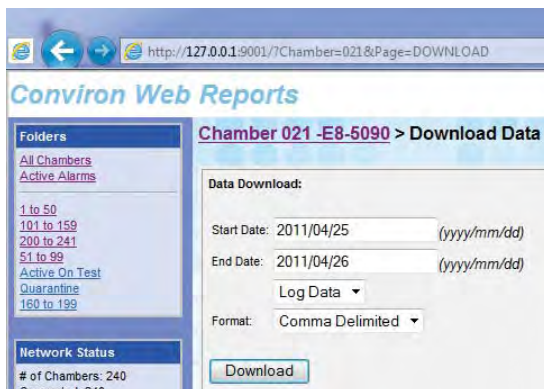 http://127.0.0.1:9001/?Chamber=021&Page=DOWNLOAD
Conviron Web Reports
Folders
All Chambers
Active Alarms
1 to 50
101 to 159
200 to 241
51 to 99
Active On Test
Quarantine
160 to 199
Network Status
# of Chambers: 240
Chamber 021 -E8-5090 > Download Data
Data Download:
Start Date: 2011/04/25 (yyyy/mm/dd)
End Date: 2011/04/26 (yyyy/mm/dd)
Log Data
Format: Comma Delimited
Download